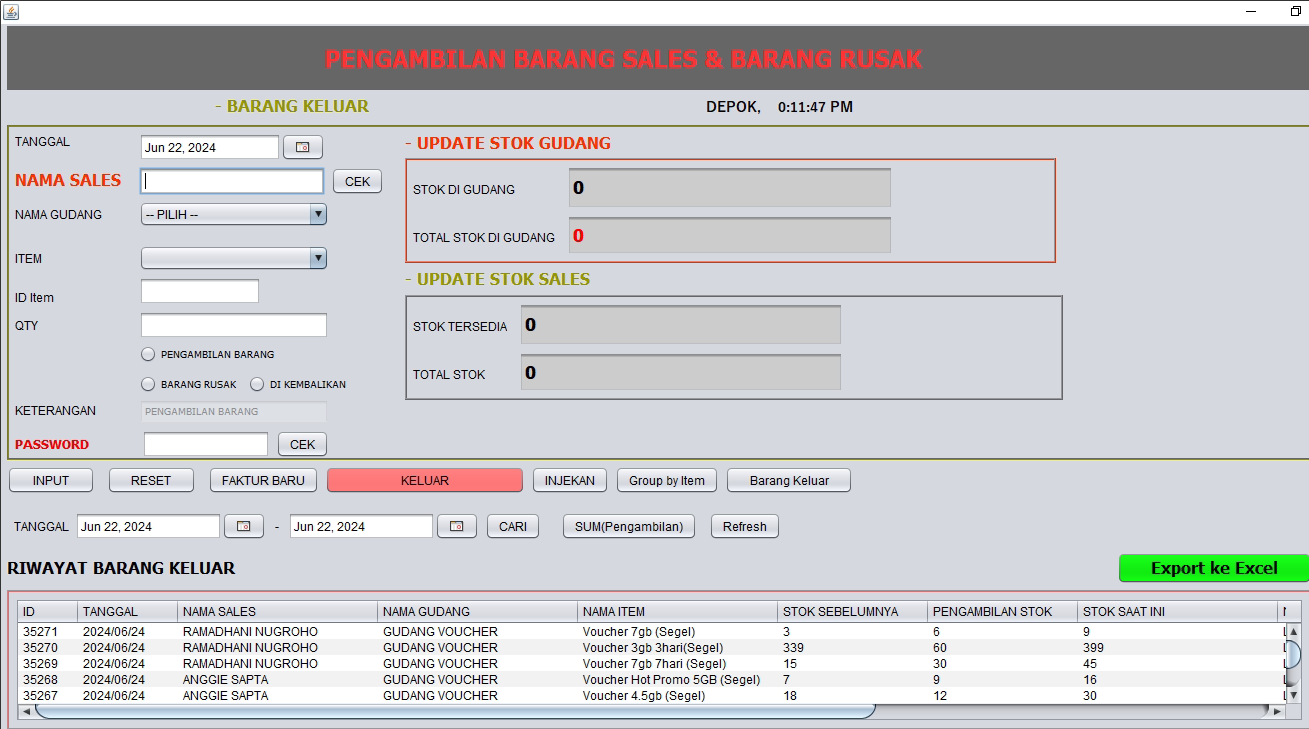 PENGAMBILAN BARANG SALES & BARANG RUSAK
- BARANG KELUAR
DEPOK, 0:11:47 PM
TANGGAL Jun 22, 2024
NAMA SALES CEK
NAMA GUDANG -- PILIH --
ITEM
ID Item
QTY
PENGAMBILAN BARANG
BARANG RUSAK DI KEMBALIKAN
KETERANGAN PENGAMBILAN BARANG
PASSWORD CEK
- UPDATE STOK GUDANG
STOK DI GUDANG 0
TOTAL STOK DI GUDANG 0
- UPDATE STOK SALES
STOK TERSEDIA 0
TOTAL STOK 0
INPUT RESET FAKTUR BARU KELUAR INJEKAN Group by Item Barang Keluar
TANGGAL Jun 22, 2024 - Jun 22, 2024 CARI SUM(Pengambilan) Refresh
RIWAYAT BARANG KELUAR Export ke Excel
ID TANGGAL NAMA SALES NAMA GUDANG NAMA ITEM STOK SEBELUMNYA PENGAMBILAN STOK STOK SAAT INI
35271 2024/06/24 RAMADHANI NUGROHO GUDANG VOUCHER Voucher 7gb (Segel) 3 6 9
35270 2024/06/24 RAMADHANI NUGROHO GUDANG VOUCHER Voucher 3gb 3hari(Segel) 339 60 399
35269 2024/06/24 RAMADHANI NUGROHO GUDANG VOUCHER Voucher 7gb 7hari (Segel) 15 30 45
35268 2024/06/24 ANGGIE SAPTA GUDANG VOUCHER Voucher Hot Promo 5GB (Segel) 7 9 16
35267 2024/06/24 ANGGIE SAPTA GUDANG VOUCHER Voucher 4.5gb (Segel) 18 12 30